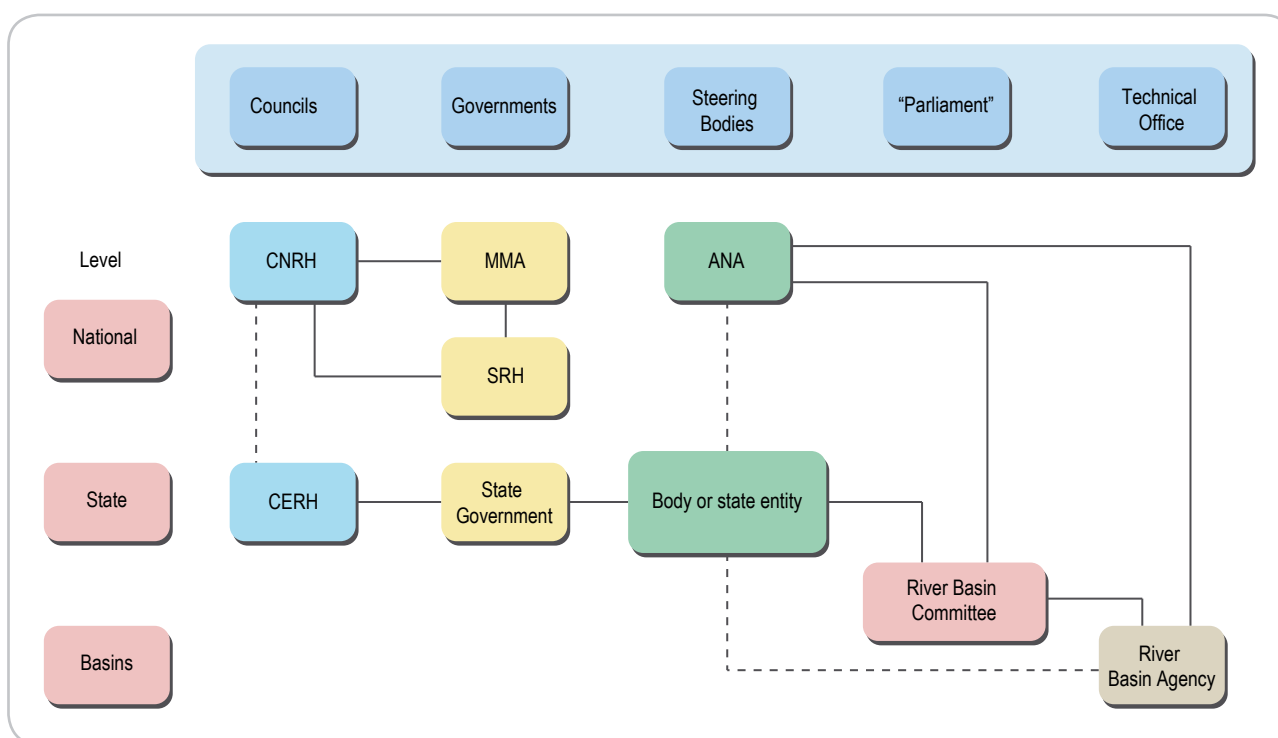 Councils
Governments
Steering
Bodies
“Parliament”
Technical
Office
Level
CNRH
MMA
ANA
National
SRH
State
CERH
State
Government
Body or state entity
River Basin
Committee
Basins
River
Basin Agency